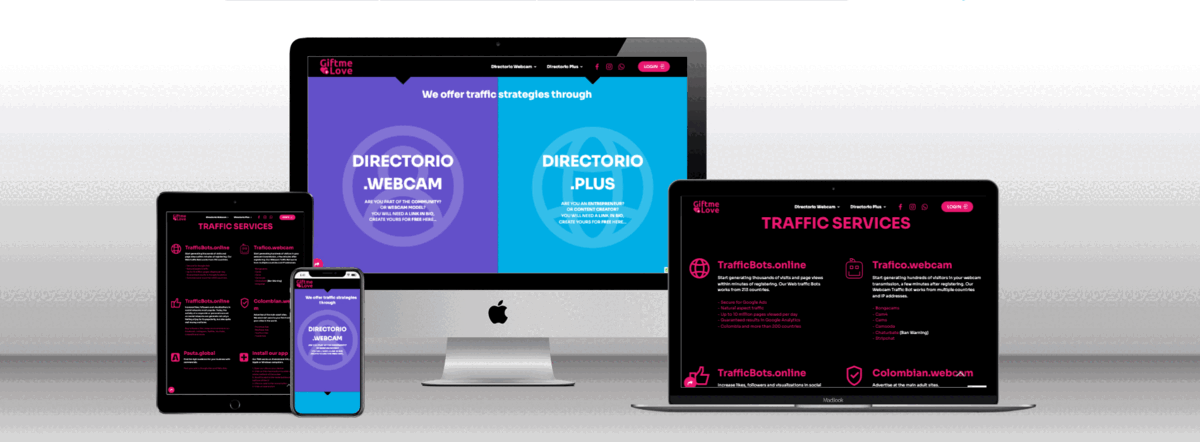 Giftme
Love
Directorio Webcam
Directorio Plus
LOGIN
We offer traffic strategies through
DIRECTORIO
.WEBCAM
ARE YOU PART OF THE COMMUNITY?
OR WEBCAM MODEL?
YOU WILL NEED A LINK IN BIO,
CREATE YOURS FOR FREE HERE...
DIRECTORIO
.PLUS
ARE YOU AN ENTREPRENEUR?
OR CONTENT CREATOR?
YOU WILL NEED A LINK IN BIO,
CREATE YOURS FOR FREE HERE...
Giftme
Love
TRAFFIC SERVICES
TrafficBots.online
Trafico.webcam
TrafficBots.online
Colombian.w
Pauta.global
Install our app
Giftme
Love
We offer traffic strategies
through
DIRECTORIO
.WEBCAM
Giftme
Love
Directorio Webcam
Directorio Plus
LOGIN
TRAFFIC SERVICES
TrafficBots.online
Start generating thousands of visits and page views
within minutes of registering. Our Web traffic Bots
works from 213 countries.
- Secure for Google Ads
- Natural aspect traffic
- Up to 10 million pages viewed per day
- Guaranteed results in Google Analytics
- Colombia and more than 200 countries
Trafico.webcam
Start generating hundreds of visitors in your webcam
transmission, a few minutes after registering. Our
Webcam Traffic Bot works from multiple countries
and IP addresses.
- Bongacams
- Cam4
- Camsoda
- Chaturbate (Ban Warning)
- Stripchat
TrafficBots.online
Increase likes, followers and visualisations in social
Colombian.webcam
Advertise at the main adult sites.
MacBook